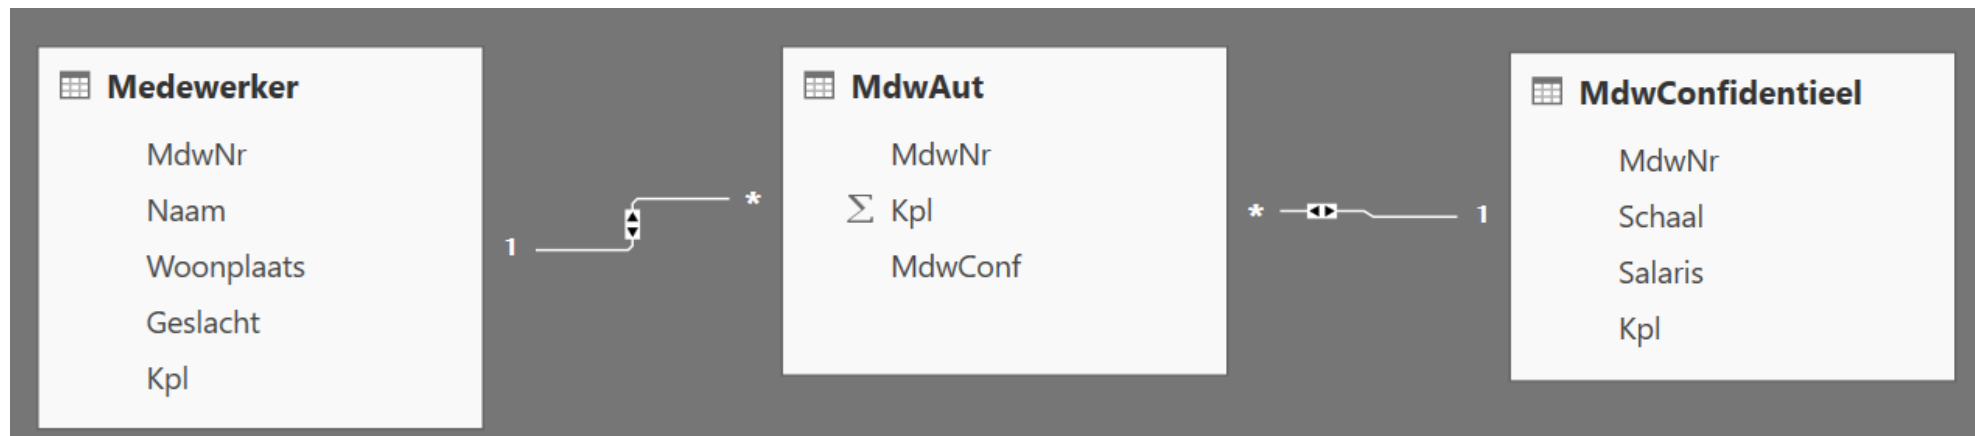 Medewerker
MdwNr
Naam
Woonplaats
Geslacht
Kpl
1
*
MdwAut
MdwNr
Σ Kpl
MdwConf
*
1
MdwConfidentieel
MdwNr
Schaal
Salaris
Kpl